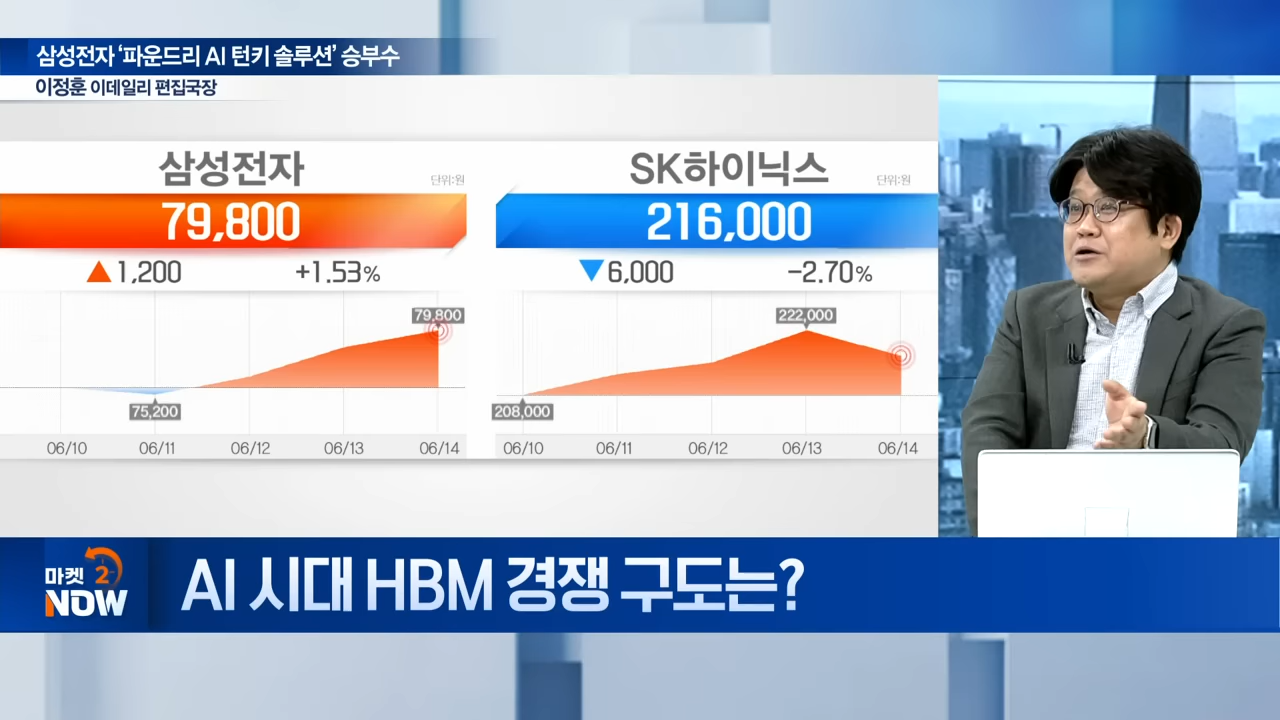 삼성전자 ‘파운드리 AI 턴키 솔루션’ 승부수
이정훈 이데일리 편집국장
삼성전자
단위:원
79,800
▲1,200 +1.53%
79,800
75,200
06/10 06/11 06/12 06/13 06/14
SK하이닉스
단위:원
216,000
▼6,000 -2.70%
222,000
208,000
06/10 06/11 06/12 06/13 06/14
마켓 2
NOW
AI 시대 HBM 경쟁 구도는?